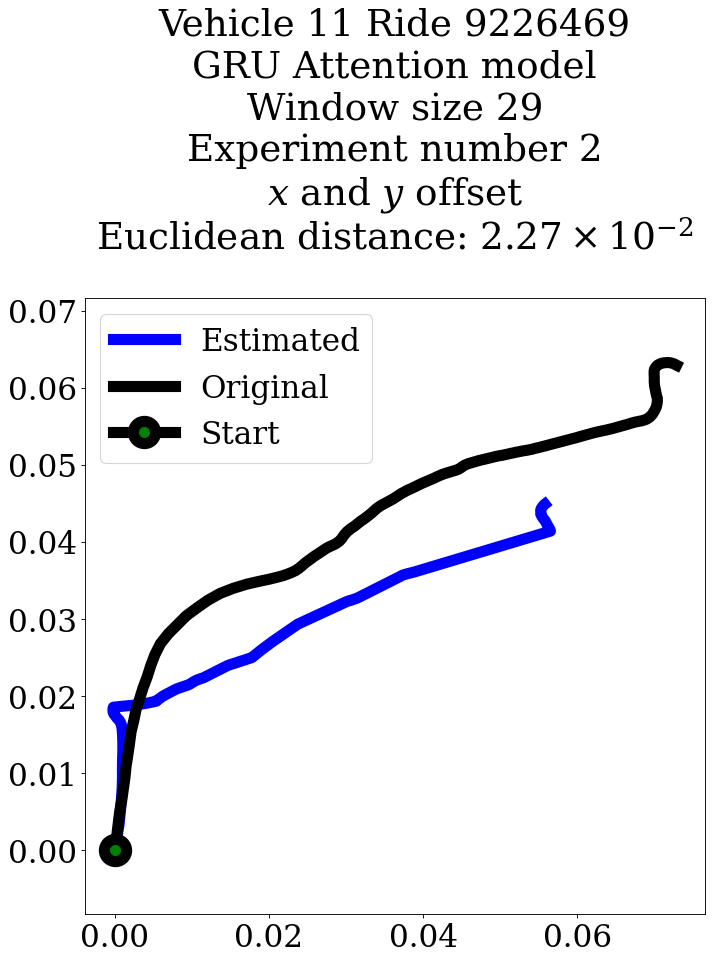 Vehicle 11 Ride 9226469
GRU Attention model
Window size 29
Experiment number 2
x and y offset
Euclidean distance: 2.27 × 10⁻²
0.07
0.06
0.05
0.04
0.03
0.02
0.01
0.00
Estimated
Original
Start
0.00 0.02 0.04 0.06